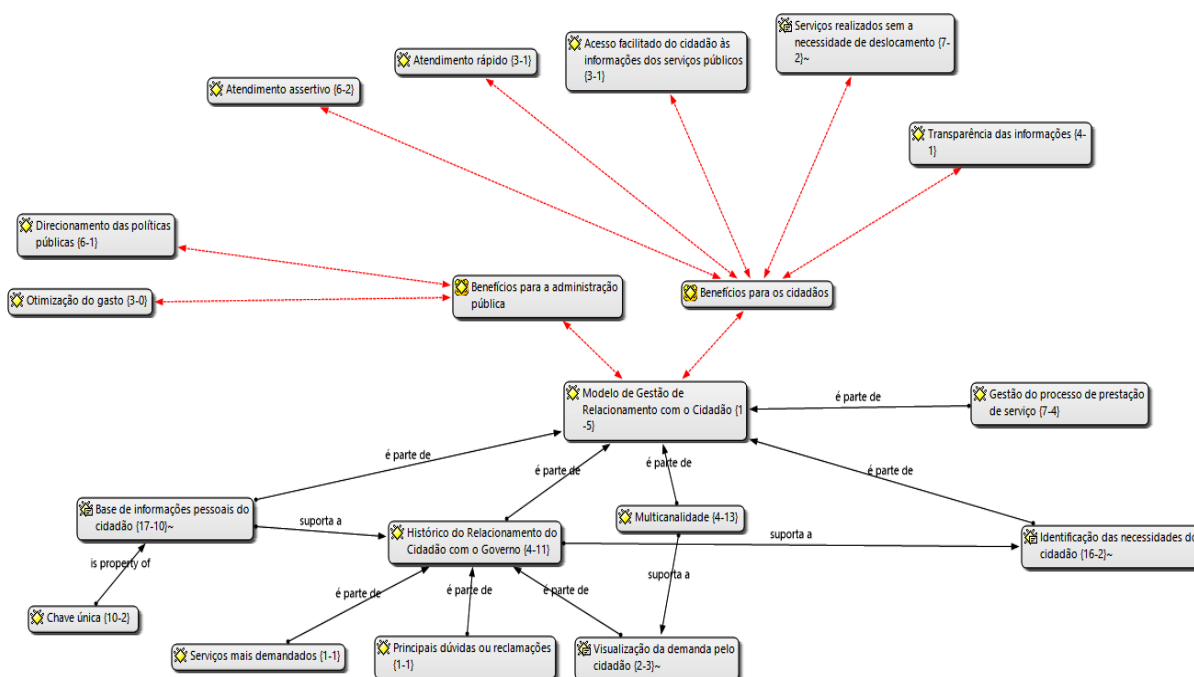 Serviços realizados sem a
necessidade de deslocamento {7-
2}~
Acesso facilitado do cidadão às
informações dos serviços públicos
{3-1}
Atendimento rápido {3-1}
Atendimento assertivo {6-2}
Transparência das informações {4-
1}
Direcionamento das políticas
públicas {6-1}
Otimização do gasto {3-0}
Benefícios para a administração
pública
Benefícios para os cidadãos
Modelo de Gestão de
Relacionamento com o Cidadão {1
-5}
é parte de
Gestão do processo de prestação
de serviço {7-4}
é parte de
é parte de
é parte de
é parte de
Base de informações pessoais do
cidadão {17-10}~
suporta a
Histórico do Relacionamento do
Cidadão com o Governo {4-11}
Multicanalidade {4-13}
suporta a
Identificação das necessidades do
cidadão {16-2}~
is property of
suporta a
é parte de
é parte de
é parte de
Chave única {10-2}
Serviços mais demandados {1-1}
Principais dúvidas ou reclamações
{1-1}
Visualização da demanda pelo
cidadão {2-3}~